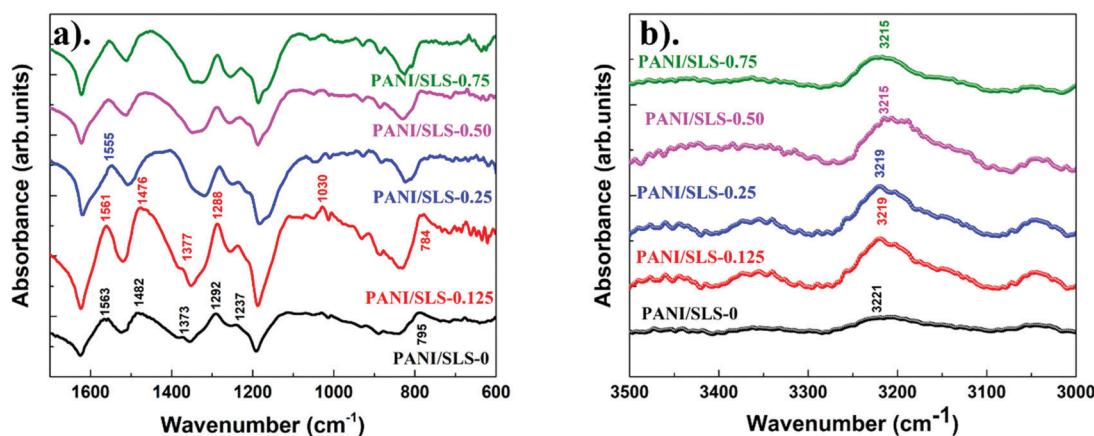 a).
Absorbance (arb.units)
PANI/SLS-0.75
PANI/SLS-0.50
1555
PANI/SLS-0.25
1561
1476
1377
1288
1030
784
PANI/SLS-0.125
1563
1482
1373
1292
1237
795
PANI/SLS-0
1600 1400 1200 1000 800 600
Wavenumber (cm-1)
b).
Absorbance (arb.units)
3215
PANI/SLS-0.75
3215
PANI/SLS-0.50
3219
PANI/SLS-0.25
3219
PANI/SLS-0.125
3221
PANI/SLS-0
3500 3400 3300 3200 3100 3000
Wavenumber (cm-1)